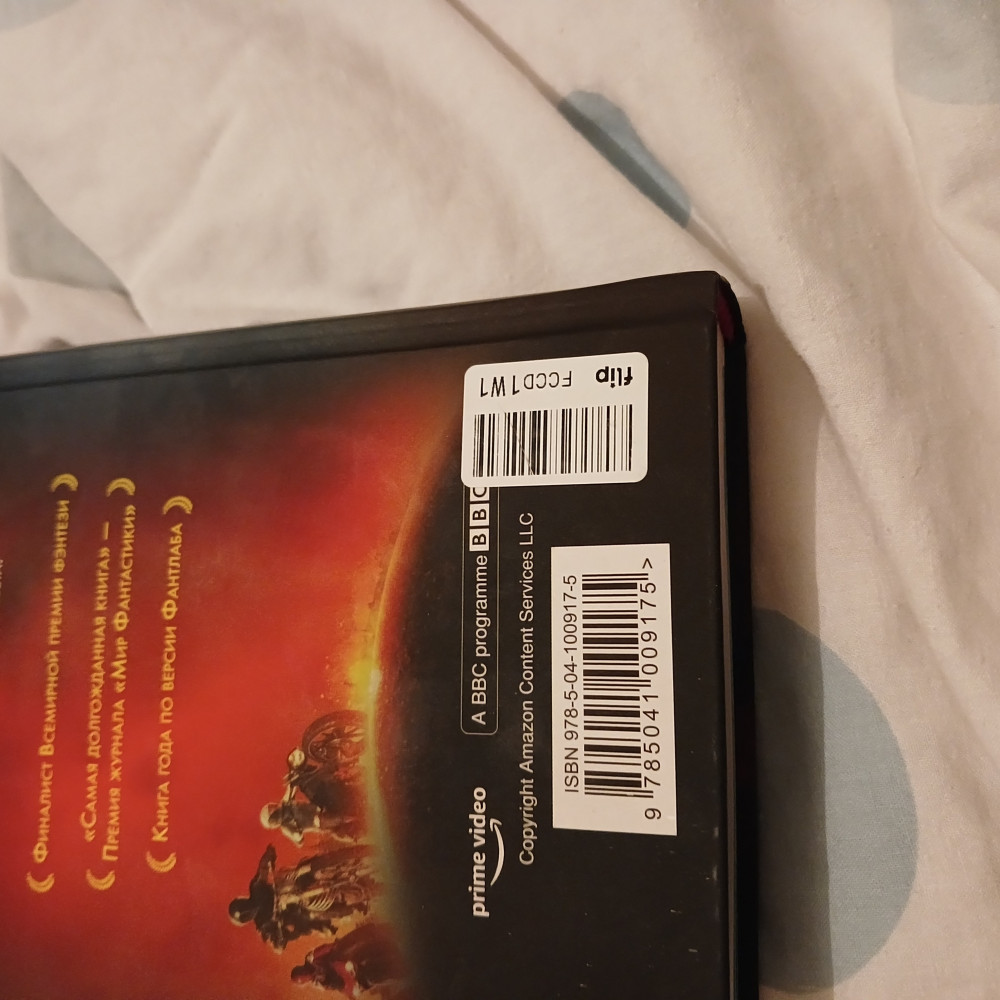 ( Финалист Всемирной премии фэнтези )
( «Самая долгожданная книга» —
Премия журнала «Мир Фантастики» )
( Книга года по версии Фантлаба )
flip FCCD1W1
prime video
A BBC programme BBC
Copyright Amazon Content Services LLC
ISBN 978-5-04-100917-5
9 785041 009175 >